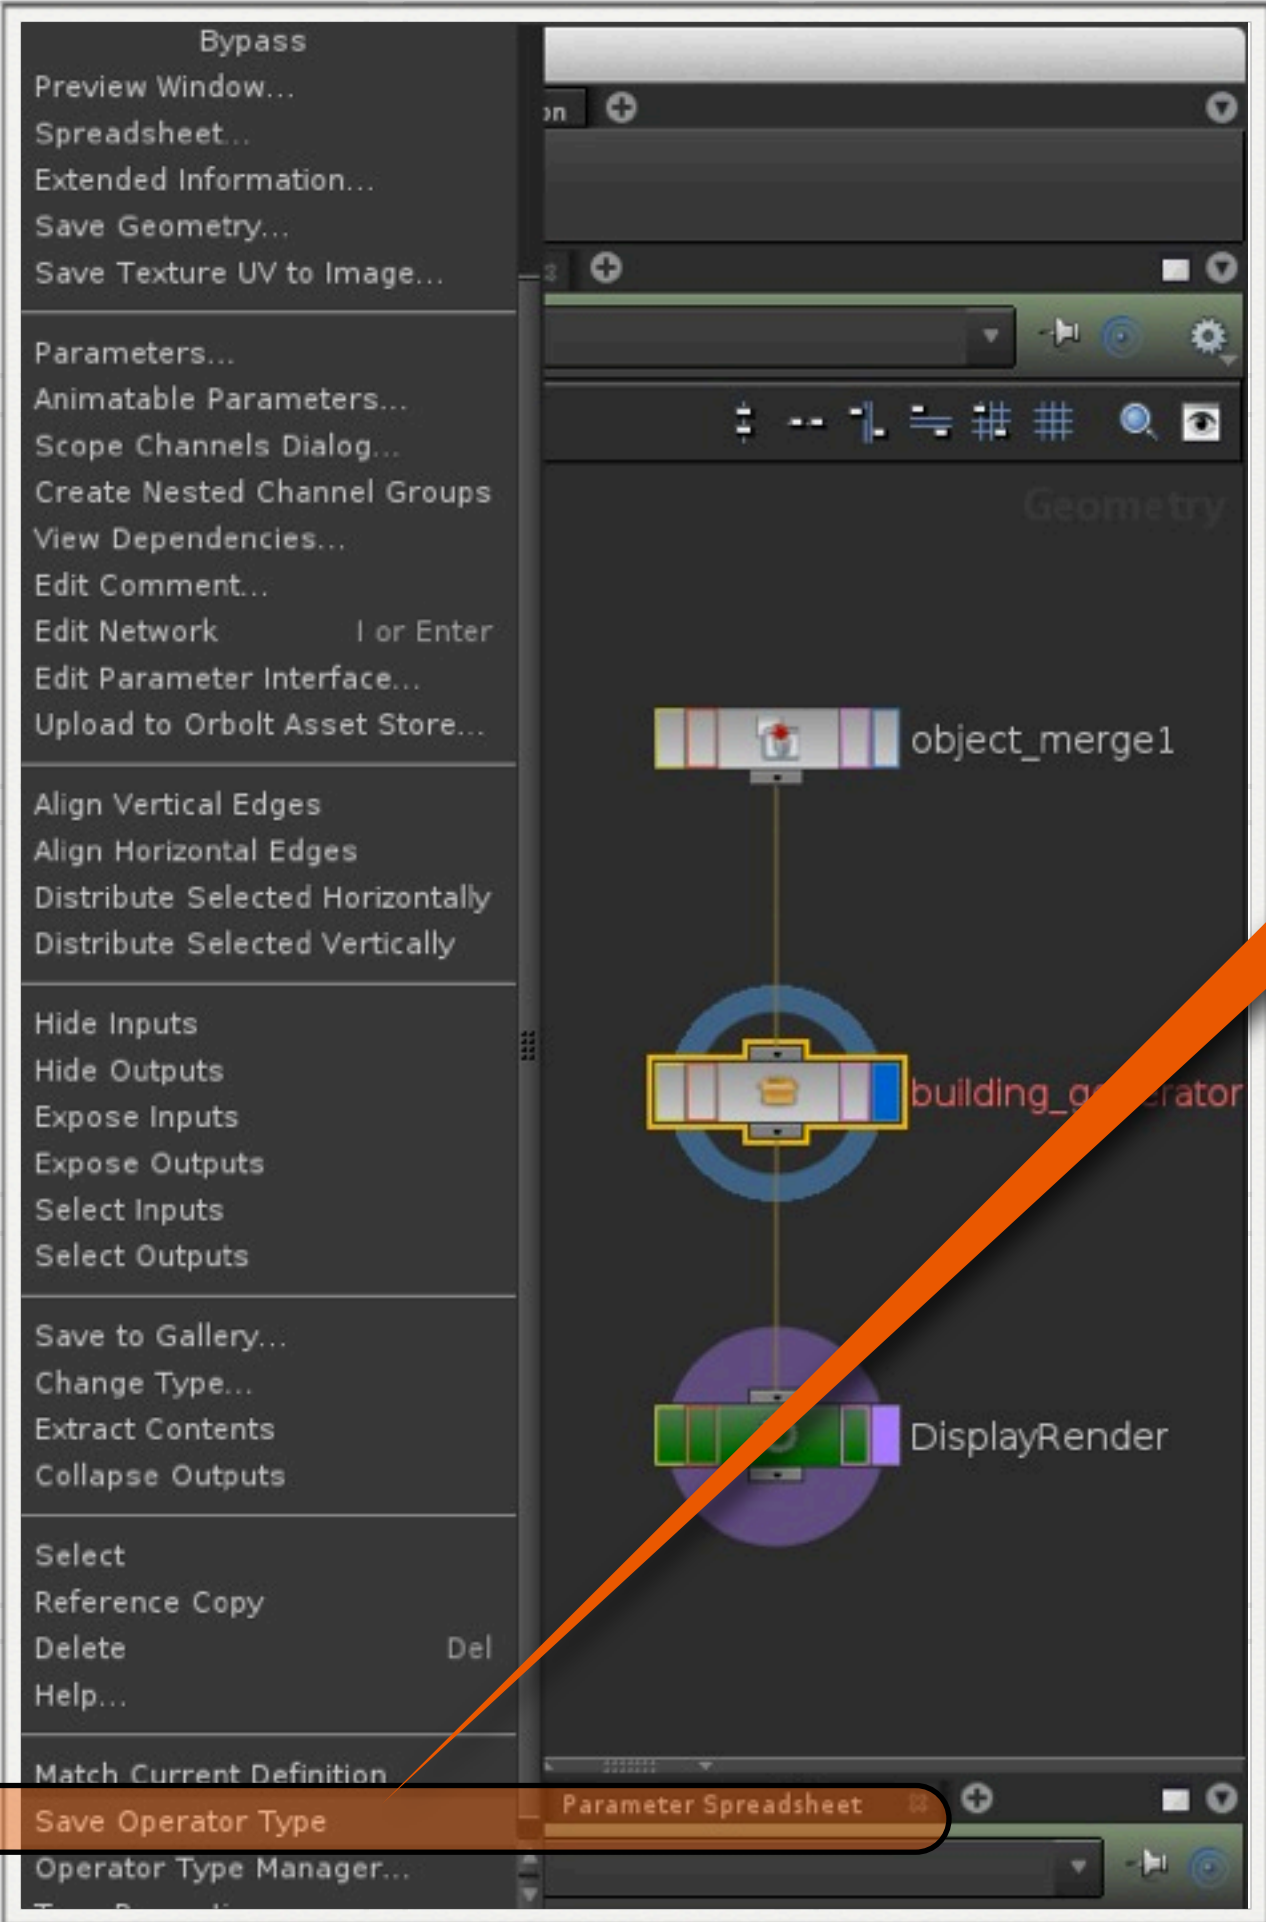 Bypass
Preview Window...
Spreadsheet...
Extended Information...
Save Geometry...
Save Texture UV to Image...
Parameters...
Animatable Parameters...
Scope Channels Dialog...
Create Nested Channel Groups
View Dependencies...
Edit Comment...
Edit Network I or Enter
Edit Parameter Interface...
Upload to Orbolt Asset Store...
Align Vertical Edges
Align Horizontal Edges
Distribute Selected Horizontally
Distribute Selected Vertically
Hide Inputs
Hide Outputs
Expose Inputs
Expose Outputs
Select Inputs
Select Outputs
Save to Gallery...
Change Type...
Extract Contents
Collapse Outputs
Select
Reference Copy
Delete Del
Help...
Match Current Definition
Save Operator Type
Operator Type Manager...
on
Geometry
object_merge1
DisplayRender
Parameter Spreadsheet